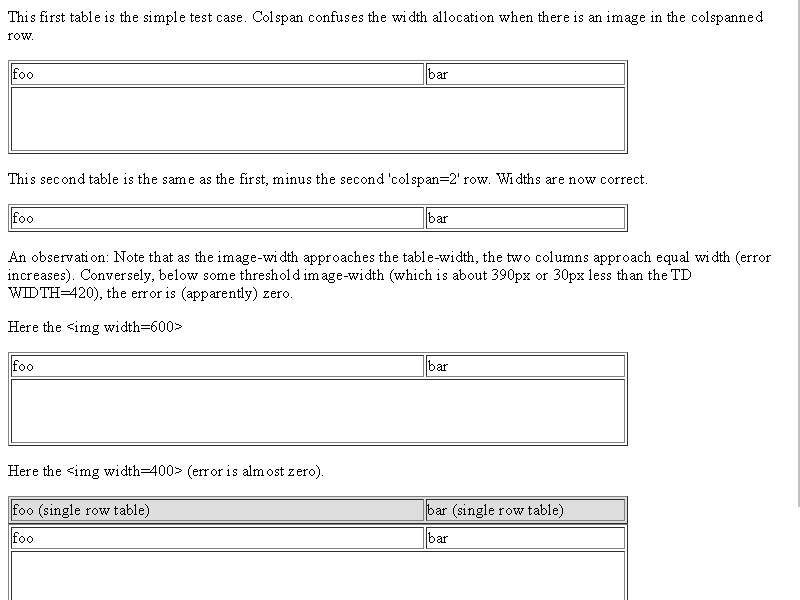 This first table is the simple test case. Colspan confuses the width allocation when there is an image in the colspanned
row.
foo bar
This second table is the same as the first, minus the second 'colspan=2' row. Widths are now correct.
foo bar
An observation: Note that as the image-width approaches the table-width, the two columns approach equal width (error
increases). Conversely, below some threshold image-width (which is about 390px or 30px less than the TD
WIDTH=420), the error is (apparently) zero.
Here the <img width=600>
foo bar
Here the <img width=400> (error is almost zero).
foo (single row table) bar (single row table)
foo bar